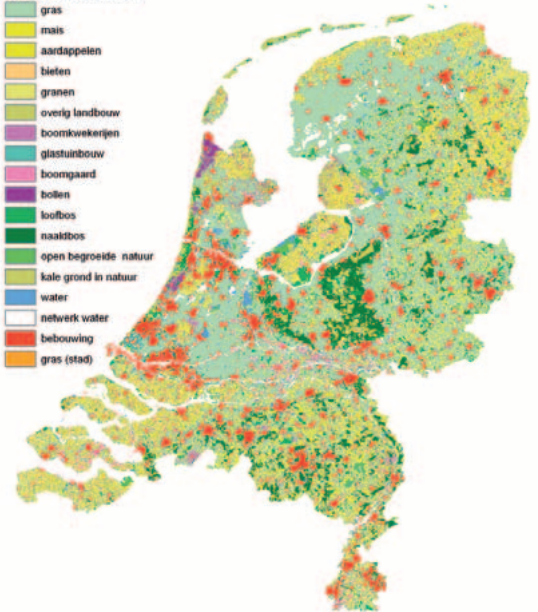 gras
mais
aardappelen
bieten
granen
overig landbouw
boomkwekerijen
glastuinbouw
boomgaard
bollen
loofbos
naaldbos
open begroeide natuur
kale grond in natuur
water
netwerk water
bebouwing
gras (stad)